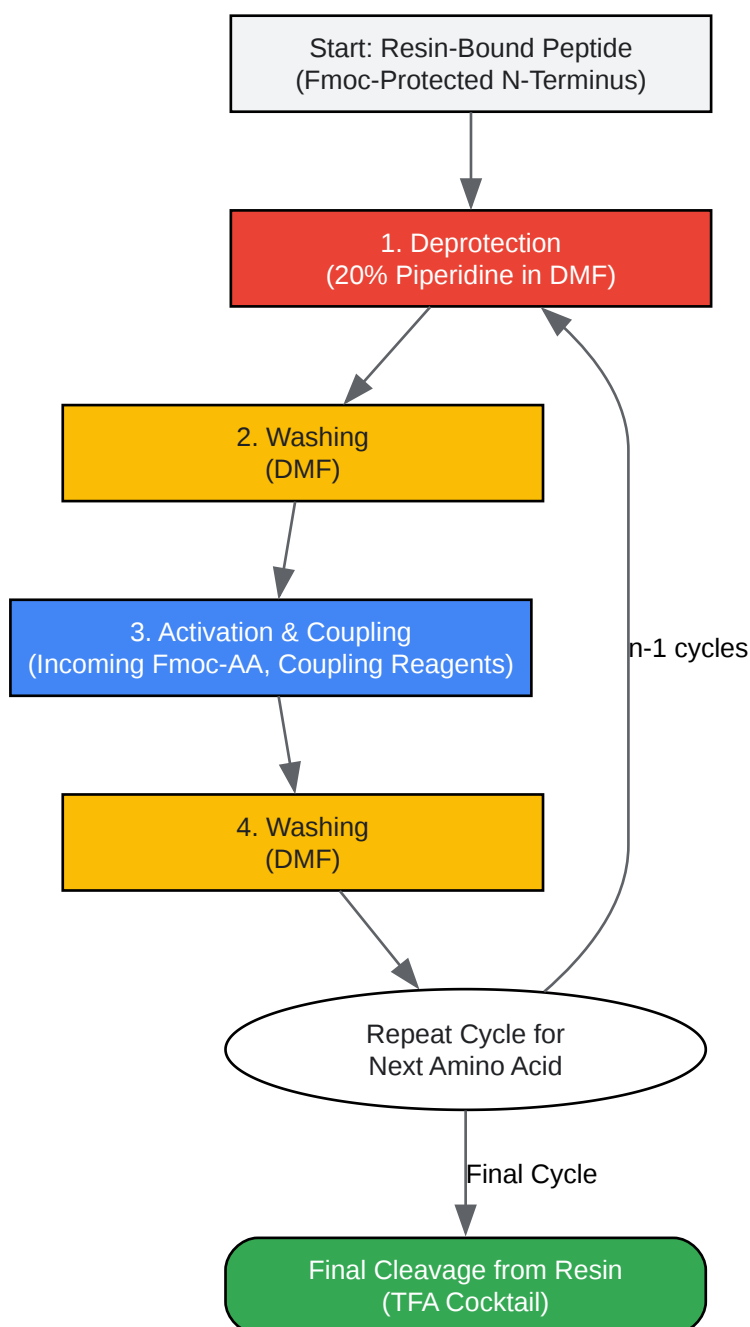 Start: Resin-Bound Peptide
(Fmoc-Protected N-Terminus)
1. Deprotection
(20% Piperidine in DMF)
2. Washing
(DMF)
3. Activation & Coupling
(Incoming Fmoc-AA, Coupling Reagents)
n-1 cycles
4. Washing
(DMF)
Repeat Cycle for
Next Amino Acid
Final Cycle
Final Cleavage from Resin
(TFA Cocktail)